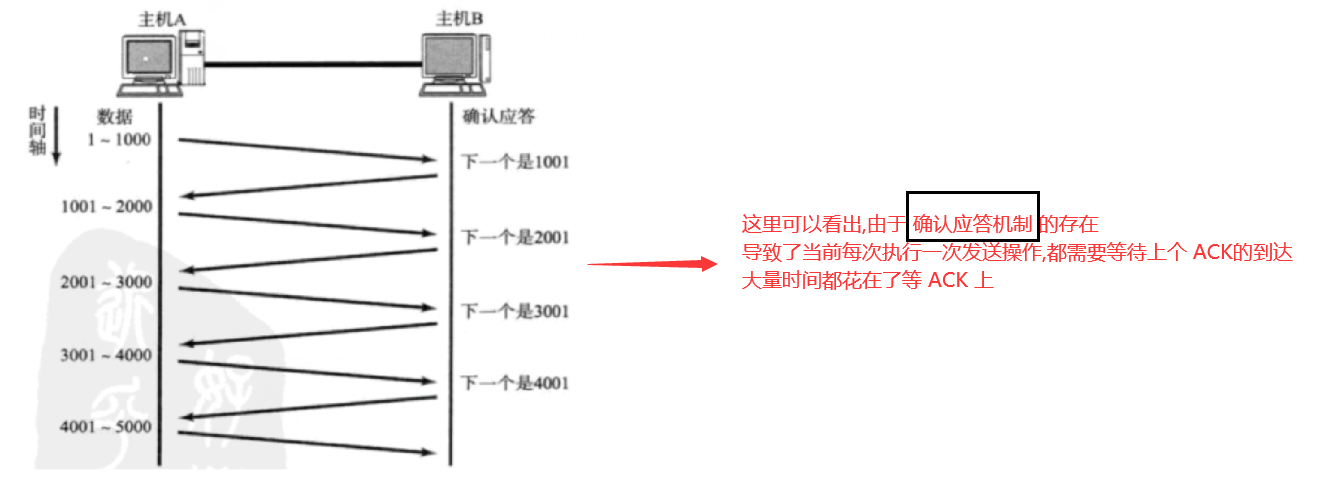 主机A
主机B
时间轴
数据
确认应答
1 ~ 1000
下一个是1001
1001 ~ 2000
下一个是2001
2001 ~ 3000
下一个是3001
3001 ~ 4000
下一个是4001
4001 ~ 5000
这里可以看出,由于 确认应答机制 的存在
导致了当前每次执行一次发送操作,都需要等待上个 ACK的到达
大量时间都花在了等 ACK 上